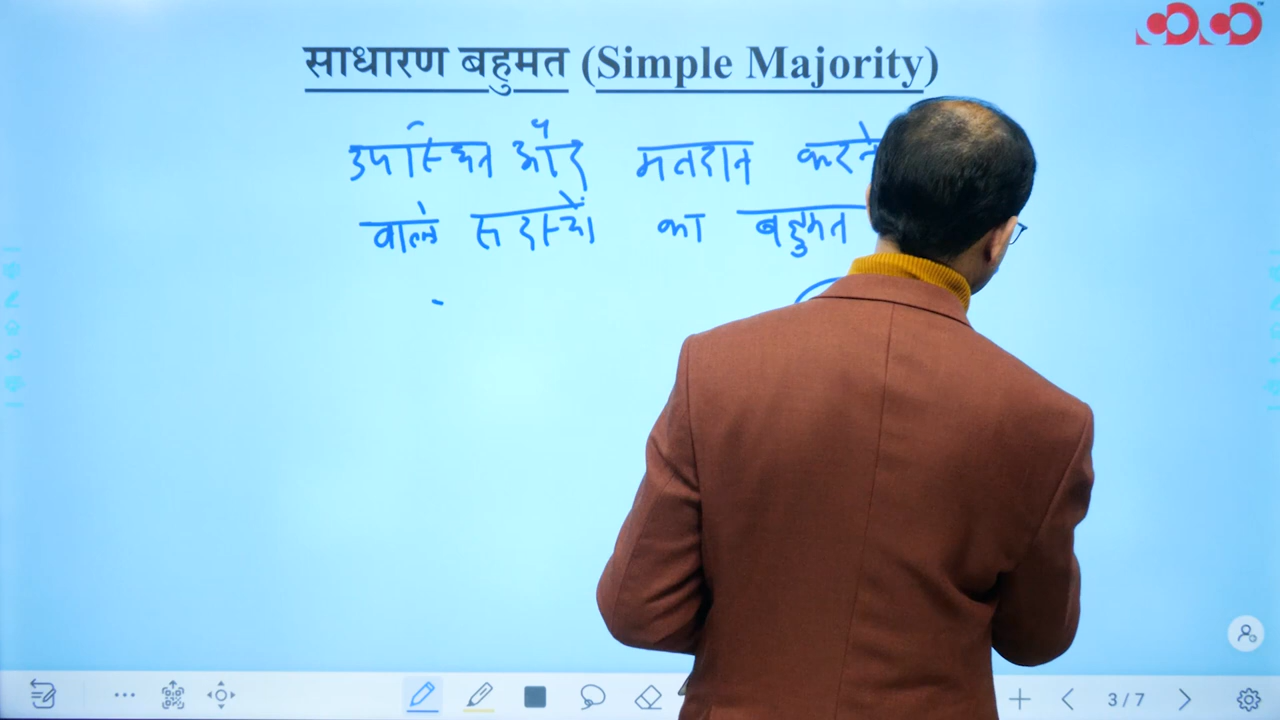 साधारण बहुमत (Simple Majority)
उपस्थित और मतदान करने
वाले सदस्यों का बहुमत
3/7